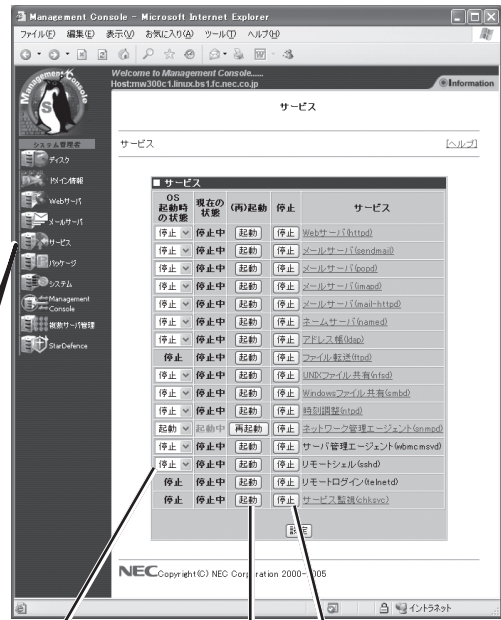 Management Console - Microsoft Internet Explorer
ファイル(F) 編集(E) 表示(V) お気に入り(A) ツール(T) ヘルプ(H)
Management Console
Welcome to Management Console......
Host:mw300c1.linux.bs1.fc.nec.co.jp
Information
システム管理者
ディスク
ドメイン情報
Webサーバ
メールサーバ
サービス
パッケージ
システム
Management Console
複数サーバ管理
StarDefence
サービス
サービス [ヘルプ]
■ サービス
OS起動時の状態 現在の状態 (再)起動 停止 サービス
停止 停止中 起動 停止 Webサーバ(httpd)
停止 停止中 起動 停止 メールサーバ(sendmail)
停止 停止中 起動 停止 メールサーバ(popd)
停止 停止中 起動 停止 メールサーバ(imapd)
停止 停止中 起動 停止 メールサーバ(mail-httpd)
停止 停止中 起動 停止 ネームサーバ(named)
停止 停止中 起動 停止 アドレス帳(ldap)
停止 停止中 起動 停止 ファイル転送(ftpd)
停止 停止中 起動 停止 UNIXファイル共有(nfsd)
停止 停止中 起動 停止 Windowsファイル共有(smbd)
停止 停止中 起動 停止 時刻調整(ntpd)
起動 起動中 再起動 停止 ネットワーク管理エージェント(snmpd)
停止 停止中 起動 停止 サーバ管理エージェント(wbmcmsvd)
停止 停止中 起動 停止 リモートシェル(sshd)
停止 停止中 起動 停止 リモートログイン(telnetd)
停止 停止中 起動 停止 サービス監視(chksvc)
設定
NEC Copyright(C) NEC Corporation 2000-2005
イントラネット